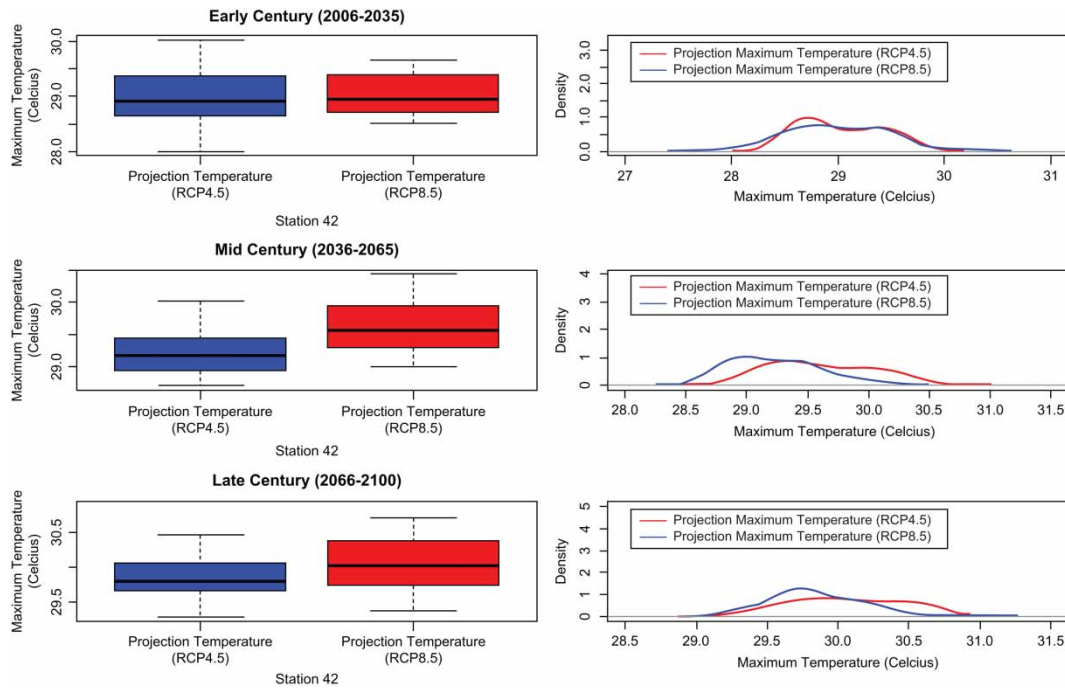 Early Century (2006-2035)
Maximum Temperature
(Celcius)
30.0
29.0
28.0
Projection Temperature
(RCP4.5)
Projection Temperature
(RCP8.5)
Station 42
Density
3.0
2.0
1.0
0.0
Projection Maximum Temperature (RCP4.5)
Projection Maximum Temperature (RCP8.5)
27 28 29 30 31
Maximum Temperature (Celcius)
Mid Century (2036-2065)
Maximum Temperature
(Celcius)
30.0
29.0
Projection Temperature
(RCP4.5)
Projection Temperature
(RCP8.5)
Station 42
Density
4
3
2
1
0
Projection Maximum Temperature (RCP4.5)
Projection Maximum Temperature (RCP8.5)
28.0 28.5 29.0 29.5 30.0 30.5 31.0 31.5
Maximum Temperature (Celcius)
Late Century (2066-2100)
Maximum Temperature
(Celcius)
30.5
29.5
Projection Temperature
(RCP4.5)
Projection Temperature
(RCP8.5)
Station 42
Density
5
4
3
2
1
0
Projection Maximum Temperature (RCP4.5)
Projection Maximum Temperature (RCP8.5)
28.5 29.0 29.5 30.0 30.5 31.0 31.5
Maximum Temperature (Celcius)